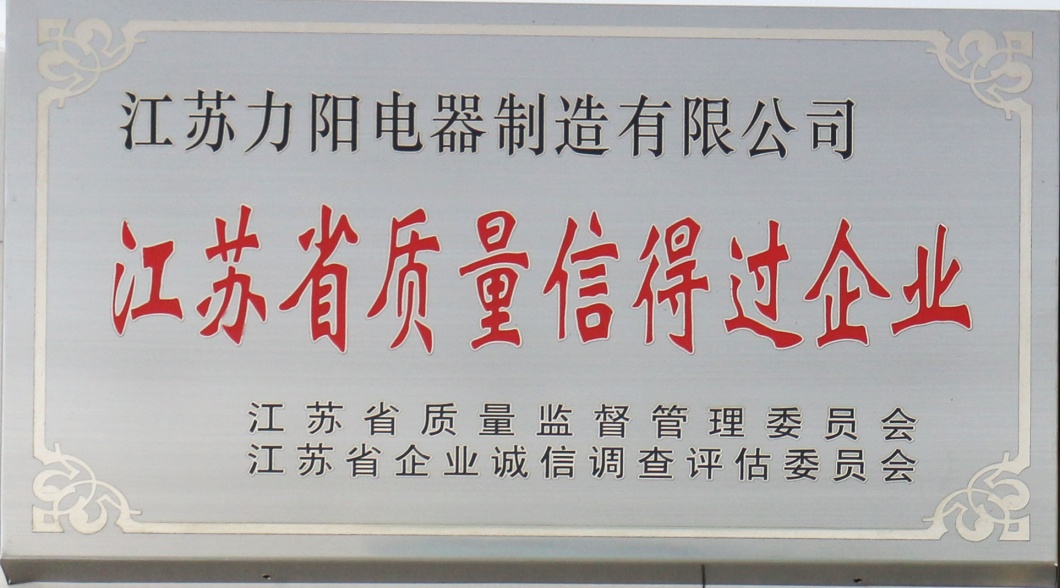 江苏力阳电器制造有限公司
江苏省质量信得过企业
江苏省质量监督管理委员会
江苏省企业诚信调查评估委员会